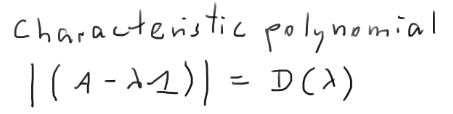 Characteristic polynomial
|(A - λ1)| = D(λ)